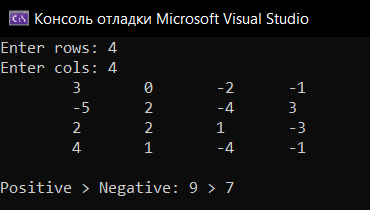 Консоль отладки Microsoft Visual Studio
Enter rows: 4
Enter cols: 4
3 0 -2 -1
-5 2 -4 3
2 2 1 -3
4 1 -4 -1
Positive > Negative: 9 > 7